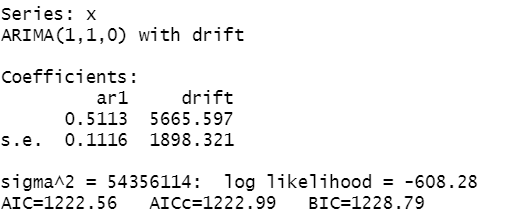 Series: x
ARIMA(1,1,0) with drift
Coefficients:
ar1 drift
0.5113 5665.597
s.e. 0.1116 1898.321
sigma^2 = 54356114: log likelihood = -608.28
AIC=1222.56 AICc=1222.99 BIC=1228.79